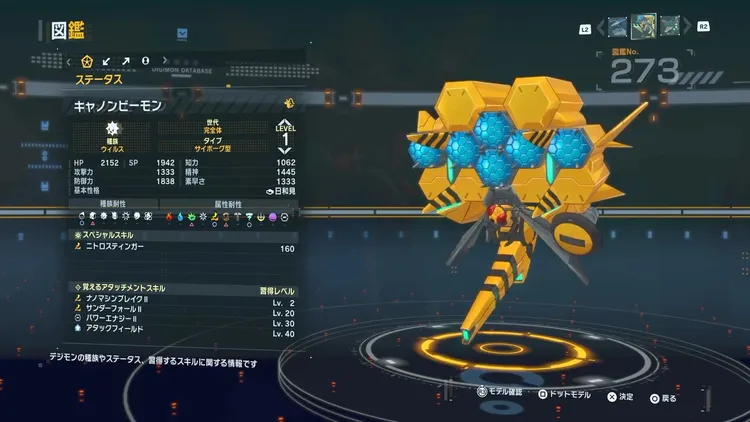 図鑑
DIGIMON DATABASE
ステータス
キャノンビーモン
種族
ウィルス
世代
完全体
タイプ
サイボーグ型
LEVEL
1
HP 2152 SP 1942 知力 1062
攻撃力 1333 精神 1445
防御力 1838 素早さ 1333
基本性格 日和見
種族耐性 属性耐性
スペシャルスキル
ニトロスティンガー 160
覚えるアタッチメントスキル 習得レベル
ナノマシンブレイクⅡ Lv. 2
サンダーフォールⅡ Lv. 20
パワーエナジーⅡ Lv. 30
アタックフィールド Lv. 40
デジモンの種族やステータス、習得するスキルに関する情報です
L2 R2
図鑑No.
273
R3 モデル確認 ドットモデル 決定 戻る